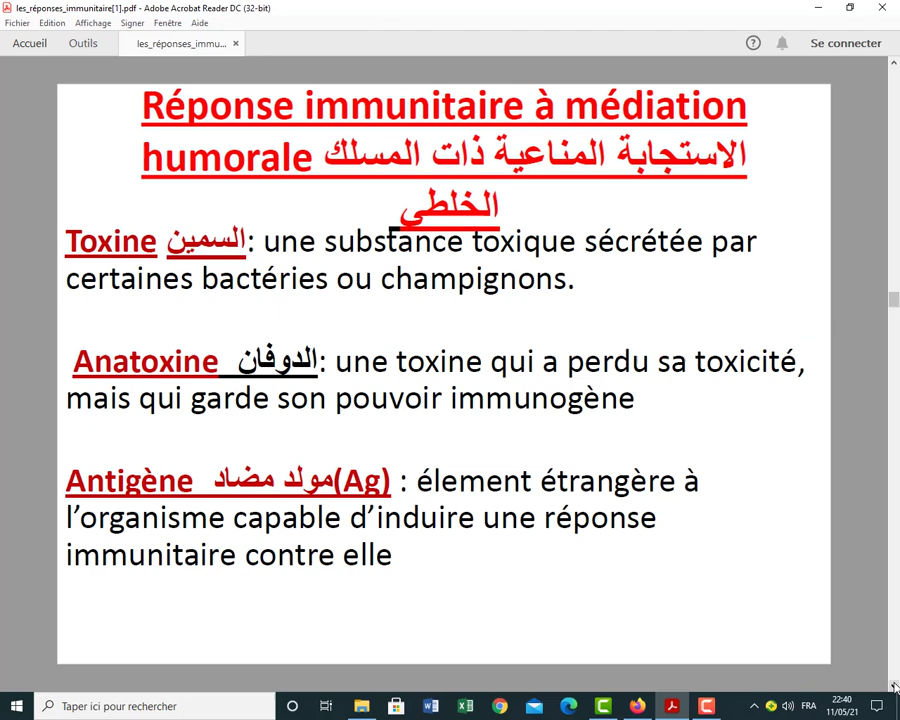 les_réponses_immunitaire[1].pdf - Adobe Acrobat Reader DC (32-bit)
Fichier Edition Affichage Signer Fenêtre Aide
Accueil Outils les_réponses_immu... × Se connecter
Réponse immunitaire à médiation
humorale الاستجابة المناعية ذات المسلك
الخلطي
Toxine السمين: une substance toxique sécrétée par
certaines bactéries ou champignons.
Anatoxine الدوفان: une toxine qui a perdu sa toxicité,
mais qui garde son pouvoir immunogène
Antigène مولد مضاد(Ag) : élement étrangère à
l’organisme capable d’induire une réponse
immunitaire contre elle
Taper ici pour rechercher
FRA
22:40
11/05/21